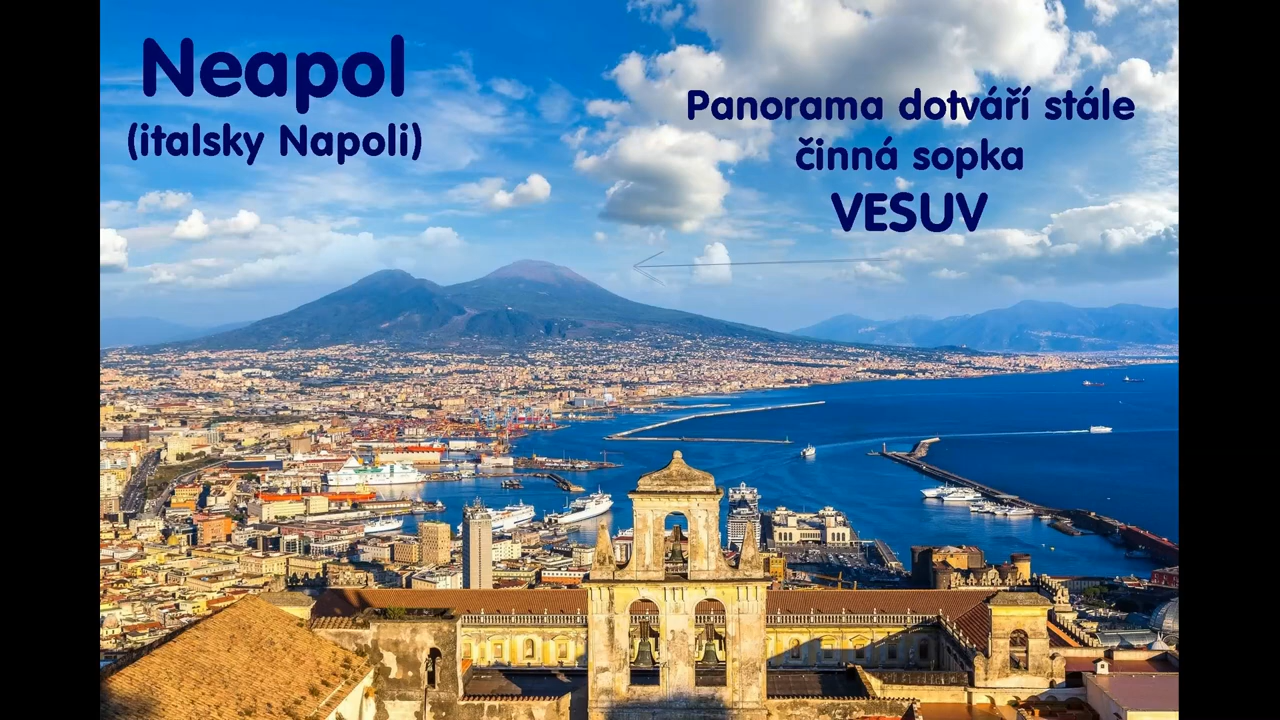 Neapol
(italsky Napoli)
Panorama dotváří stále
činná sopka
VESUV